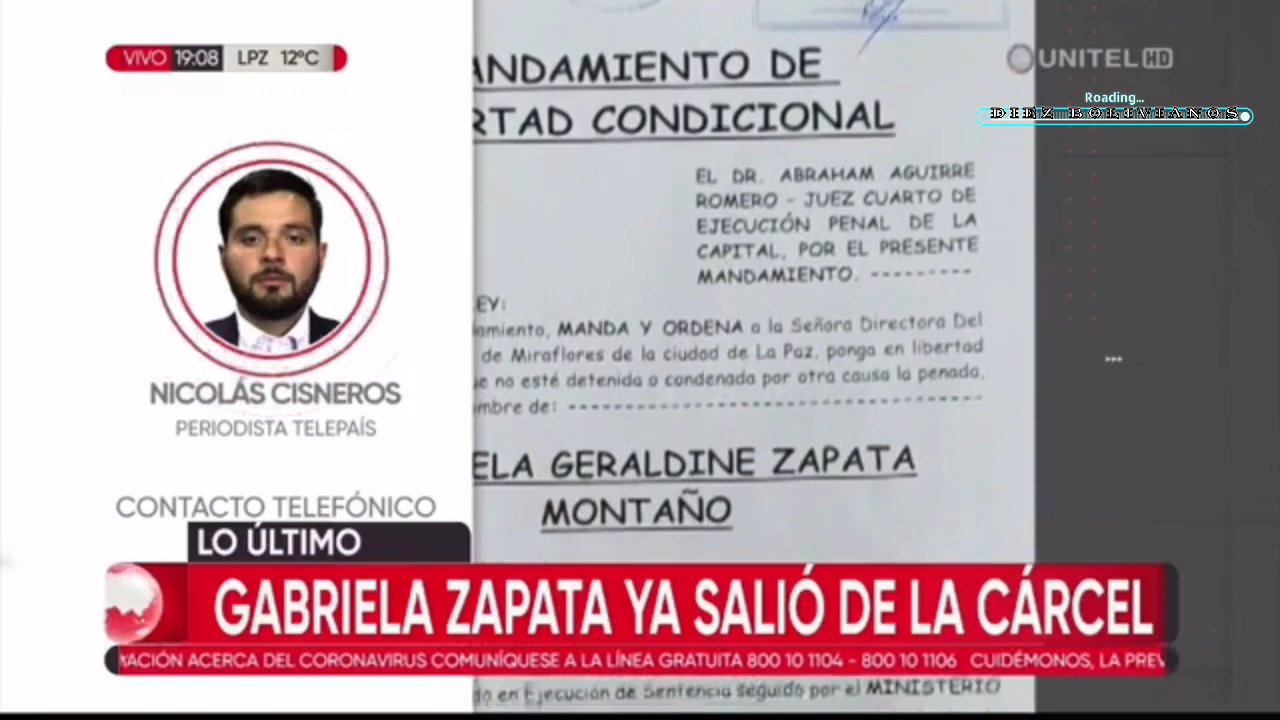 VIVO 19:08 LPZ 12°C
UNITEL HD
Roading...
DIEZ BOLIVIANOS
ANDAMIENTO DE
RTAD CONDICIONAL
EL DR. ABRAHAM AGUIRRE
ROMERO - JUEZ CUARTO DE
EJECUCIÓN PENAL DE LA
CAPITAL, POR EL PRESENTE
MANDAMIENTO. ---------
EY:
amiento, MANDA Y ORDENA a la Señora Directora Del
de Miraflores de la ciudad de La Paz, ponga en libertad
ue no esté detenida o condenada por otra causa la penada,
mbre de: ------------------------------------
ELA GERALDINE ZAPATA
MONTAÑO
NICOLÁS CISNEROS
PERIODISTA TELEPAÍS
CONTACTO TELEFÓNICO
LO ÚLTIMO
GABRIELA ZAPATA YA SALIÓ DE LA CÁRCEL
ACIÓN ACERCA DEL CORONAVIRUS COMUNÍQUESE A LA LÍNEA GRATUITA 800 10 1104 - 800 10 1106 CUIDÉMONOS, LA PREV
do en Ejecución de Sentencia seguido por el MINISTERIO